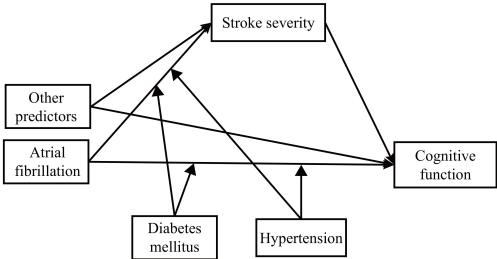 Stroke severity
Other
predictors
Atrial
fibrillation
Cognitive
function
Diabetes
mellitus
Hypertension